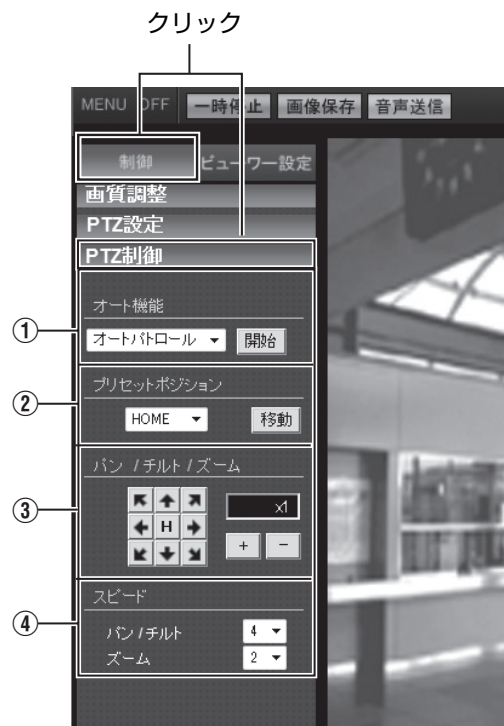 クリック
MENU OFF 一時停止 画像保存 音声送信
制御 ビューワー設定
画質調整
PTZ設定
PTZ制御
オート機能
① オートパトロール 開始
プリセットポジション
② HOME 移動
パン / チルト / ズーム
③ H x1
+ −
スピード
④
パン / チルト 4
ズーム 2